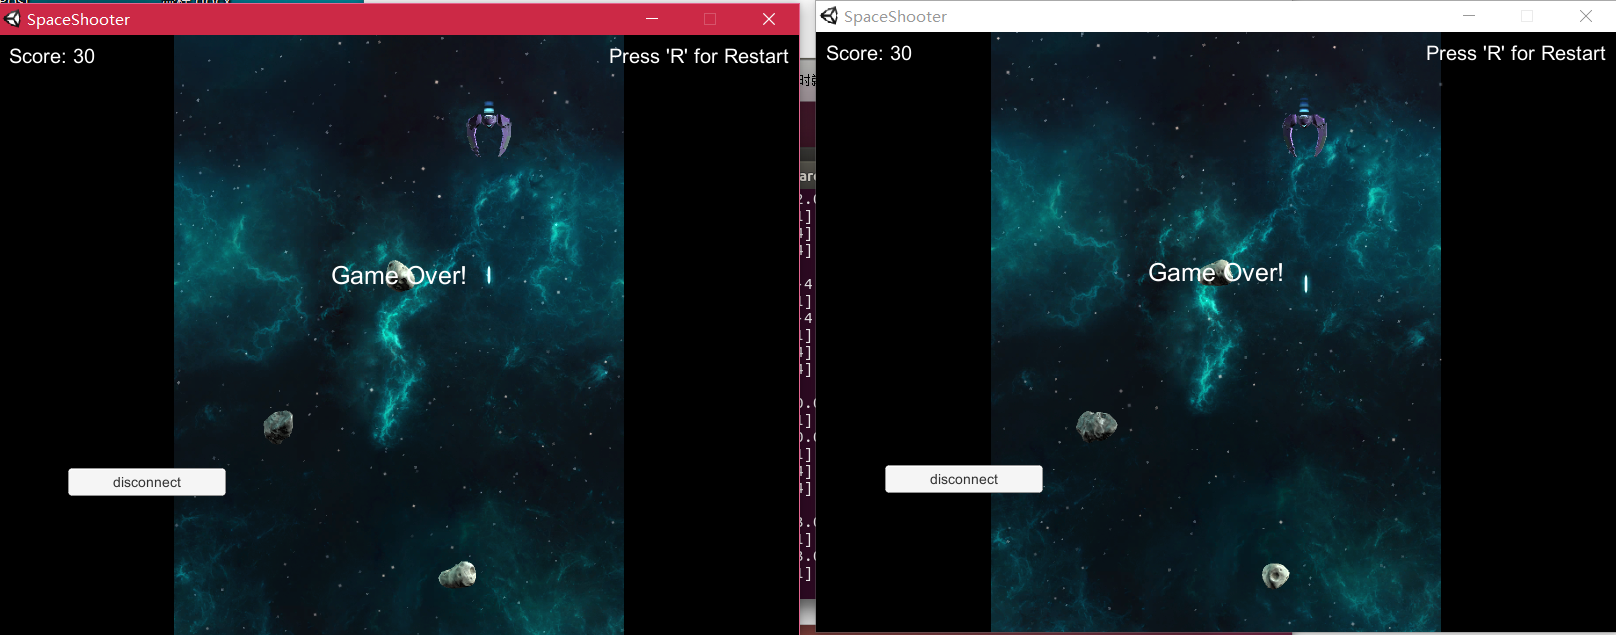 SpaceShooter
Score: 30
Press 'R' for Restart
Game Over!
disconnect
SpaceShooter
Score: 30
Press 'R' for Restart
Game Over!
disconnect